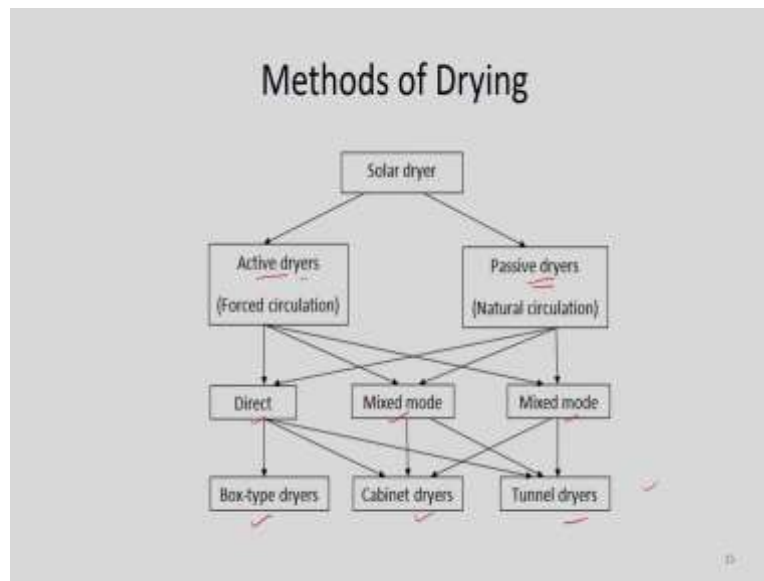 Methods of Drying
Solar dryer
Active dryers
(Forced circulation)
Passive dryers
(Natural circulation)
Direct
Mixed mode
Mixed mode
Box-type dryers
Cabinet dryers
Tunnel dryers